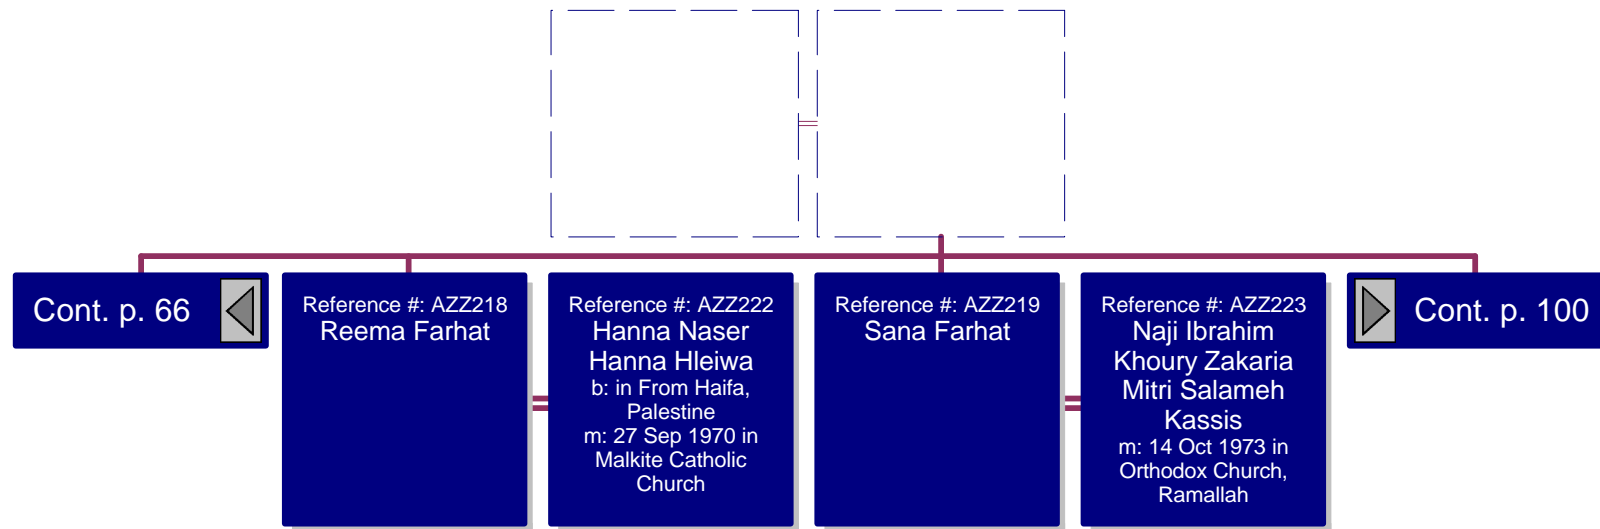 Cont. p. 66
Reference #: AZZ218
Reema Farhat
Reference #: AZZ222
Hanna Naser
Hanna Hleiwa
b: in From Haifa,
Palestine
m: 27 Sep 1970 in
Malkite Catholic
Church
Reference #: AZZ219
Sana Farhat
Reference #: AZZ223
Naji Ibrahim
Khoury Zakaria
Mitri Salameh
Kassis
m: 14 Oct 1973 in
Orthodox Church,
Ramallah
Cont. p. 100